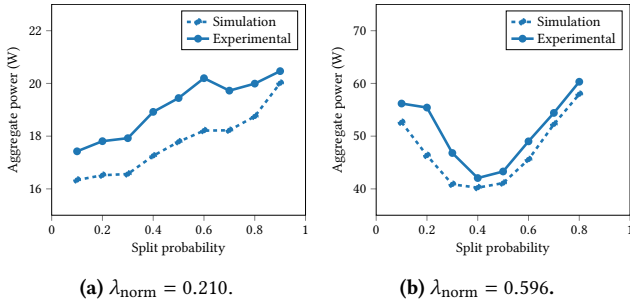 Aggregate power (W)
22
20
18
16
Simulation
Experimental
0
0.2
0.4
0.6
0.8
1
Split probability
(a) λnorm = 0.210.
Aggregate power (W)
70
60
50
40
Simulation
Experimental
0
0.2
0.4
0.6
0.8
1
Split probability
(b) λnorm = 0.596.